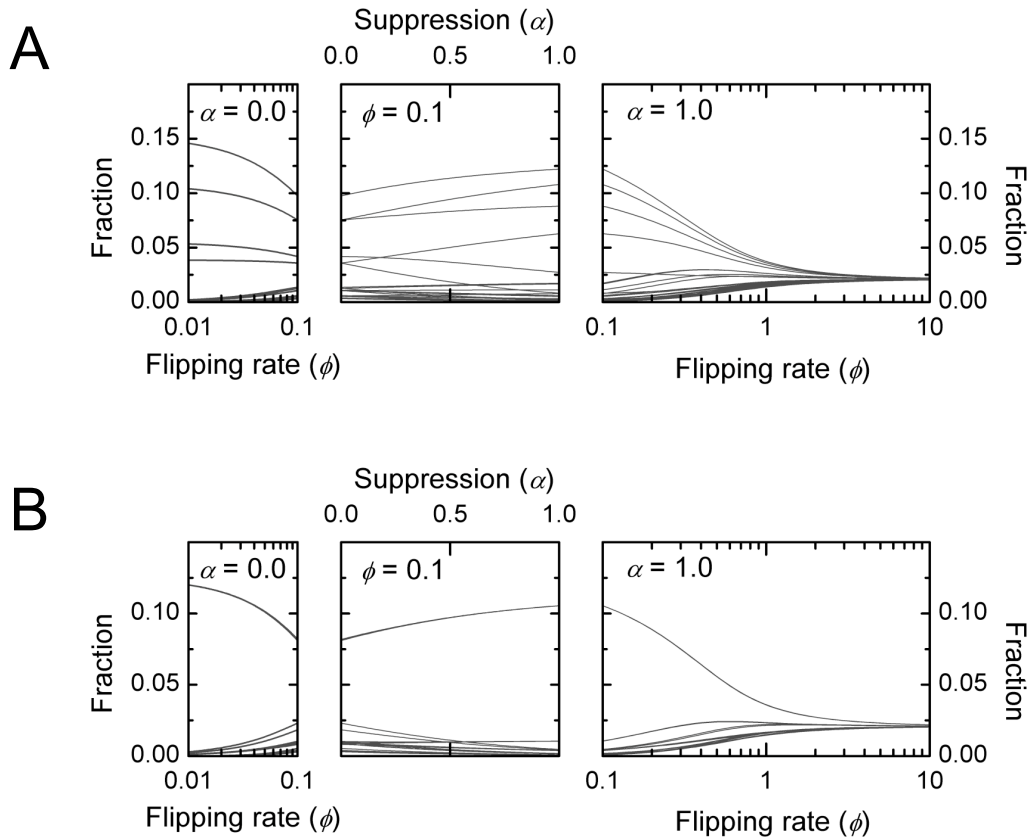 A
Suppression (α)
0.0 0.5 1.0
α = 0.0
ϕ = 0.1
α = 1.0
0.15 0.15
0.10 0.10
0.05 0.05
0.00 0.00
Fraction
Fraction
0.01 0.1
0.1 1 10
Flipping rate (ϕ)
Flipping rate (ϕ)
B
Suppression (α)
0.0 0.5 1.0
α = 0.0
ϕ = 0.1
α = 1.0
0.10 0.10
0.05 0.05
0.00 0.00
Fraction
Fraction
0.01 0.1
0.1 1 10
Flipping rate (ϕ)
Flipping rate (ϕ)